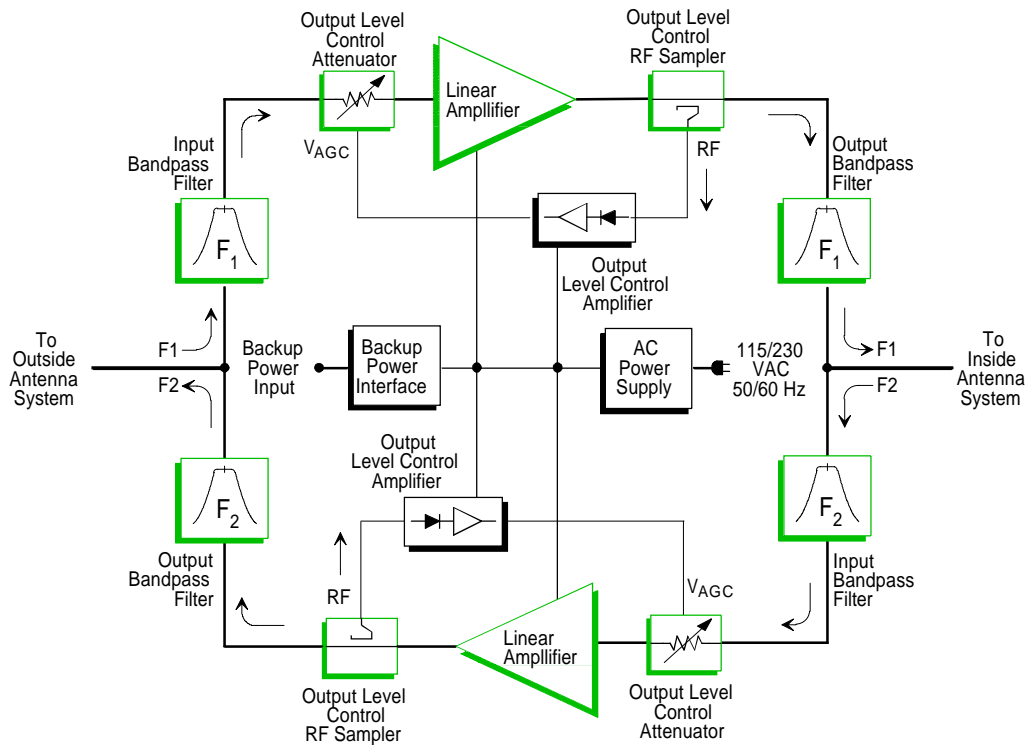 Output Level
Control
Attenuator
Linear
Ampllifier
Output Level
Control
RF Sampler
Input
Bandpass
Filter
VAGC
RF
Output
Bandpass
Filter
F1
F1
Output
Level Control
Amplifier
To
Outside
Antenna
System
F1
F2
Backup
Power
Input
Backup
Power
Interface
AC
Power
Supply
115/230
VAC
50/60 Hz
F1
F2
To
Inside
Antenna
System
Output
Level Control
Amplifier
F2
F2
Output
Bandpass
Filter
RF
VAGC
Input
Bandpass
Filter
Linear
Ampllifier
Output Level
Control
RF Sampler
Output Level
Control
Attenuator